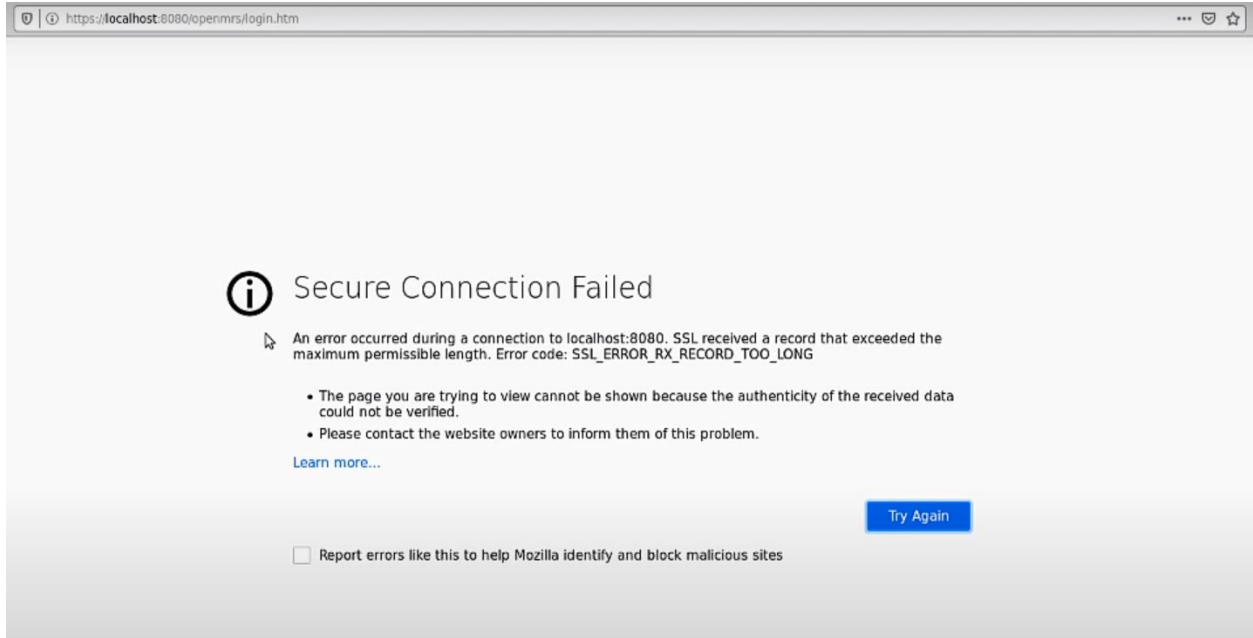 https://localhost:8080/openmrs/login.htm
Secure Connection Failed
An error occurred during a connection to localhost:8080. SSL received a record that exceeded the
maximum permissible length. Error code: SSL_ERROR_RX_RECORD_TOO_LONG
• The page you are trying to view cannot be shown because the authenticity of the received data
could not be verified.
• Please contact the website owners to inform them of this problem.
Learn more...
Try Again
Report errors like this to help Mozilla identify and block malicious sites